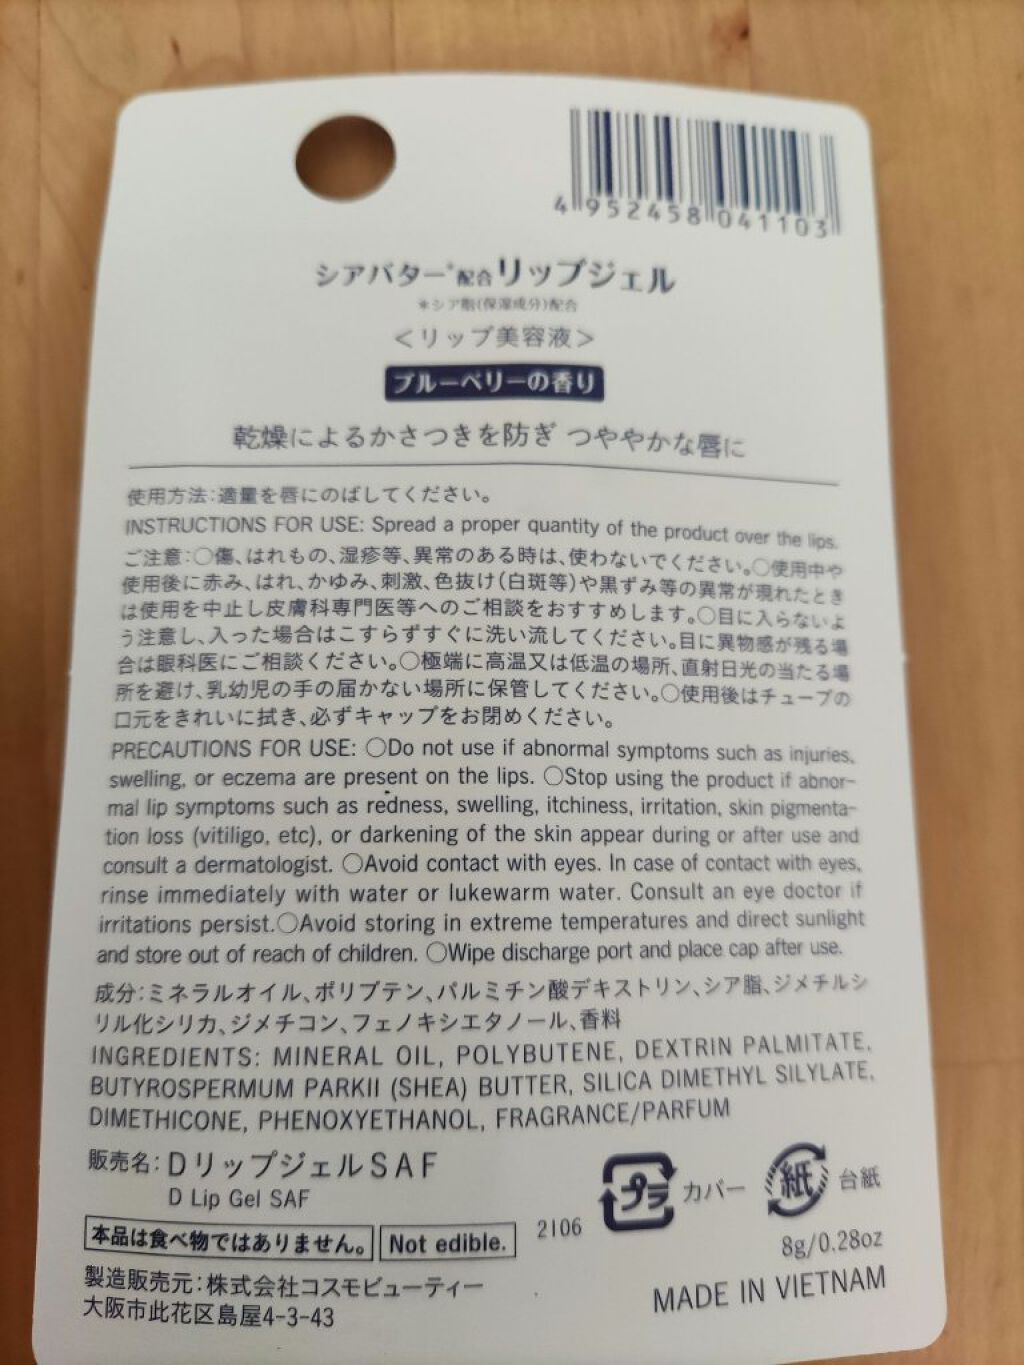 4 952458 041103
シアバター*配合リップジェル
*シア脂(保湿成分)配合
<リップ美容液>
ブルーベリーの香り
乾燥によるかさつきを防ぎ つややかな唇に
使用方法:適量を唇にのばしてください。
INSTRUCTIONS FOR USE: Spread a proper quantity of the product over the lips.
ご注意:○傷、はれもの、湿疹等、異常のある時は、使わないでください。○使用中や
使用後に赤み、はれ、かゆみ、刺激、色抜け(白斑等)や黒ずみ等の異常が現れたとき
は使用を中止し皮膚科専門医等へのご相談をおすすめします。○目に入らないよ
う注意し、入った場合はこすらずすぐに洗い流してください。目に異物感が残る場
合は眼科医にご相談ください。○極端に高温又は低温の場所、直射日光の当たる場
所を避け、乳幼児の手の届かない場所に保管してください。○使用後はチューブの
口元をきれいに拭き、必ずキャップをお閉めください。
PRECAUTIONS FOR USE: ○Do not use if abnormal symptoms such as injuries,
swelling, or eczema are present on the lips. ○Stop using the product if abnor-
mal lip symptoms such as redness, swelling, itchiness, irritation, skin pigmenta-
tion loss (vitiligo, etc), or darkening of the skin appear during or after use and
consult a dermatologist. ○Avoid contact with eyes. In case of contact with eyes,
rinse immediately with water or lukewarm water. Consult an eye doctor if
irritations persist.○Avoid storing in extreme temperatures and direct sunlight
and store out of reach of children. ○Wipe discharge port and place cap after use.
成分:ミネラルオイル、ポリブテン、パルミチン酸デキストリン、シア脂、ジメチルシ
リル化シリカ、ジメチコン、フェノキシエタノール、香料
INGREDIENTS: MINERAL OIL, POLYBUTENE, DEXTRIN PALMITATE,
BUTYROSPERMUM PARKII (SHEA) BUTTER, SILICA DIMETHYL SILYLATE,
DIMETHICONE, PHENOXYETHANOL, FRAGRANCE/PARFUM
販売名:DリップジェルSAF
D Lip Gel SAF
プラ カバー 紙 台紙
本品は食べ物ではありません。 Not edible. 2106
8g/0.28oz
製造販売元:株式会社コスモビューティー
大阪市此花区島屋4-3-43
MADE IN VIETNAM